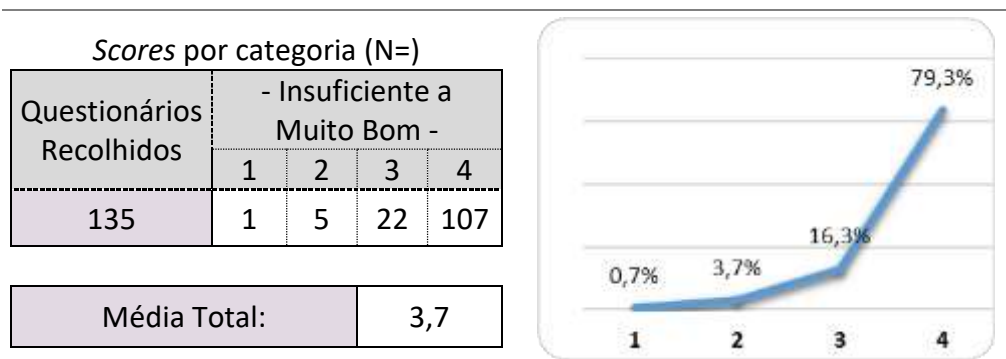 Scores por categoria (N=)
Questionários Recolhidos
- Insuficiente a
Muito Bom -
1 2 3 4
135 1 5 22 107
Média Total: 3,7
79,3%
16,3%
3,7%
0,7%
1 2 3 4